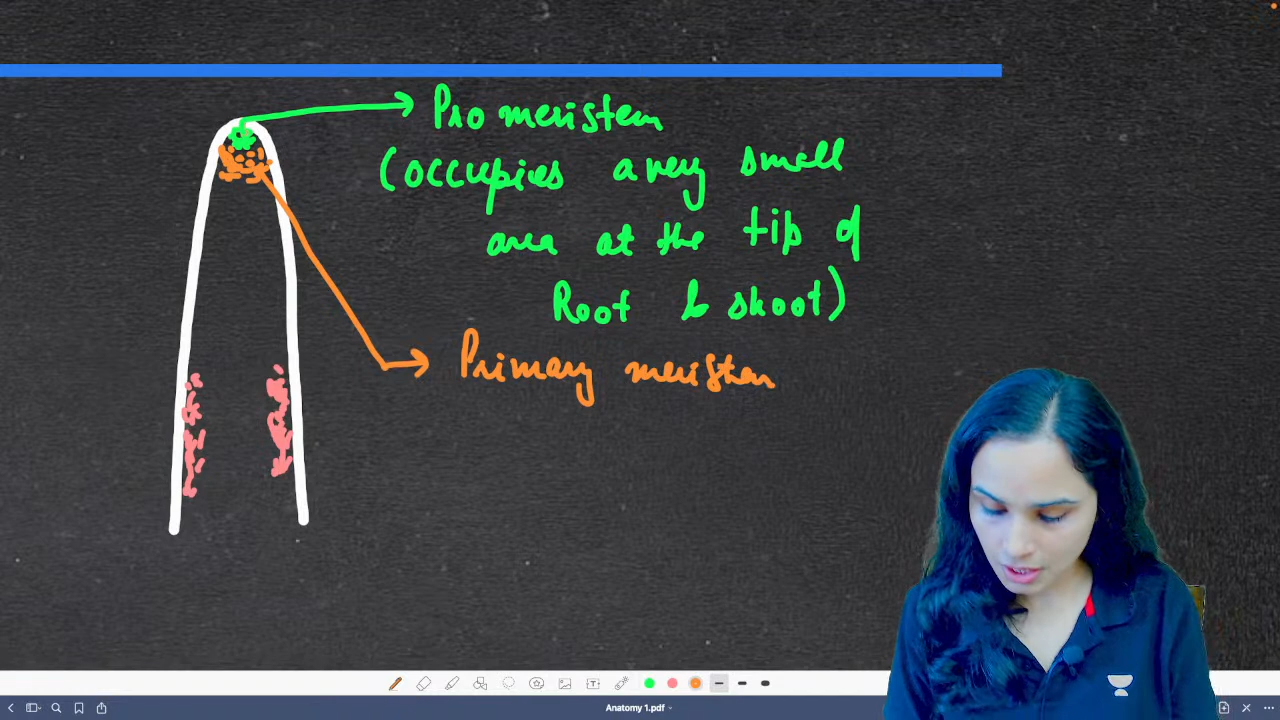 Pro meristem
(occupies a very small
area at the tip of
Root & shoot)
Primary meristem
Anatomy 1.pdf